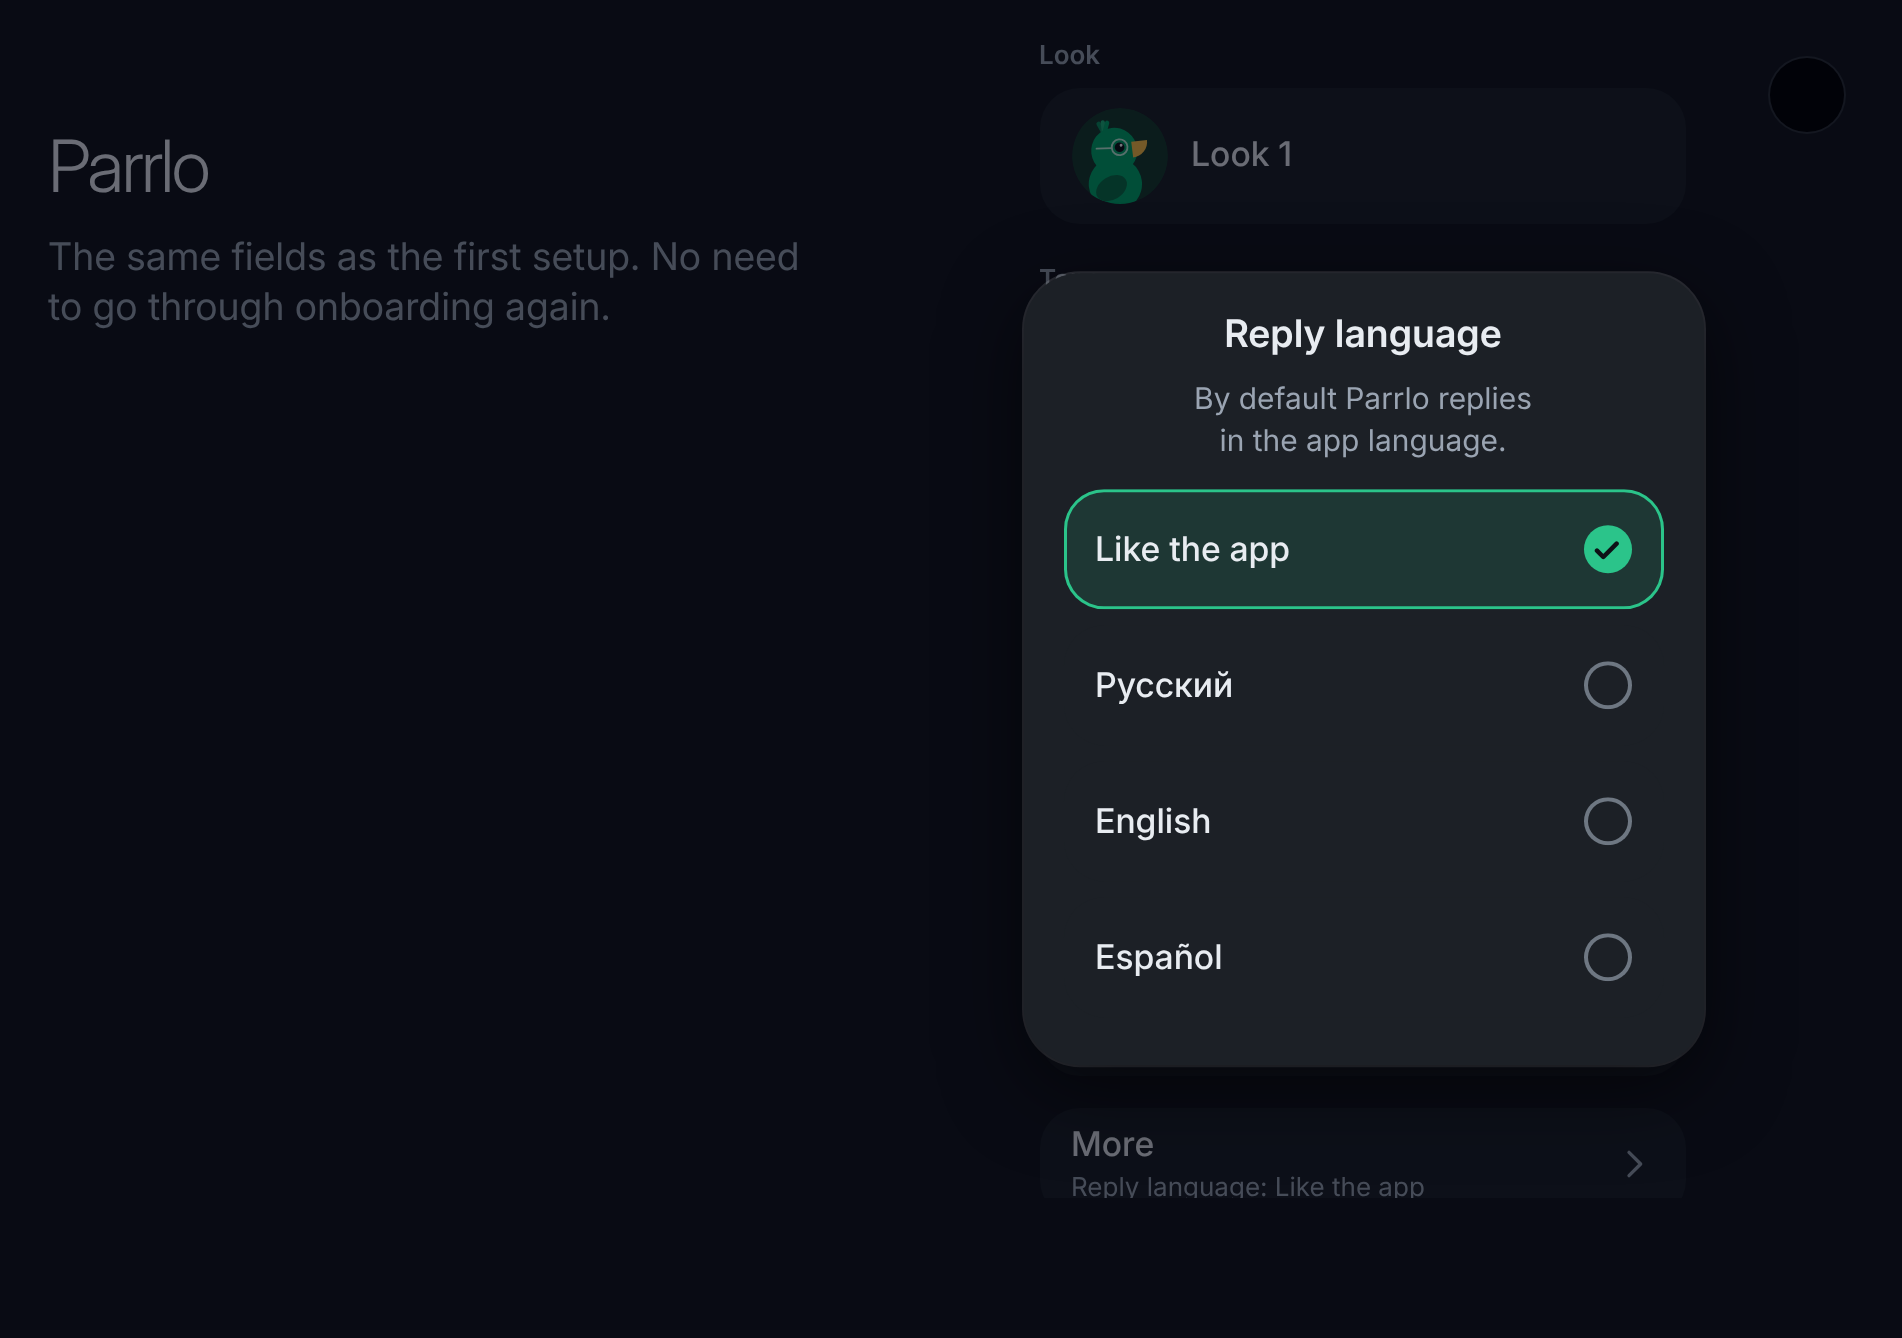 Parrlo
The same fields as the first setup. No need
to go through onboarding again.
Look
Look 1
Reply language
By default Parrlo replies
in the app language.
Like the app
Русский
English
Español
More
Reply language: Like the app